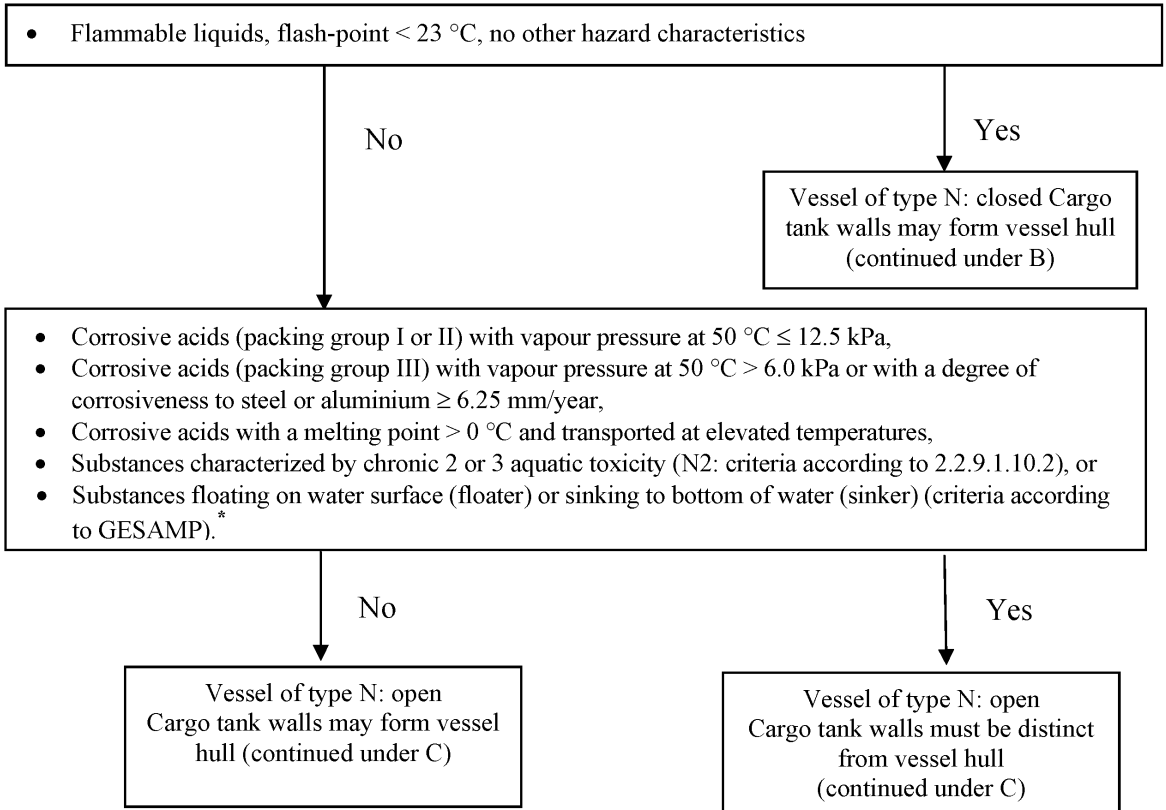 • Flammable liquids, flash-point < 23 °C, no other hazard characteristics
No
Yes
Vessel of type N: closed Cargo
tank walls may form vessel hull
(continued under B)
• Corrosive acids (packing group I or II) with vapour pressure at 50 °C ≤ 12.5 kPa,
• Corrosive acids (packing group III) with vapour pressure at 50 °C > 6.0 kPa or with a degree of
corrosiveness to steel or aluminium ≥ 6.25 mm/year,
• Corrosive acids with a melting point > 0 °C and transported at elevated temperatures,
• Substances characterized by chronic 2 or 3 aquatic toxicity (N2: criteria according to 2.2.9.1.10.2), or
• Substances floating on water surface (floater) or sinking to bottom of water (sinker) (criteria according
to GESAMP).*
No
Yes
Vessel of type N: open
Cargo tank walls may form vessel
hull (continued under C)
Vessel of type N: open
Cargo tank walls must be distinct
from vessel hull
(continued under C)